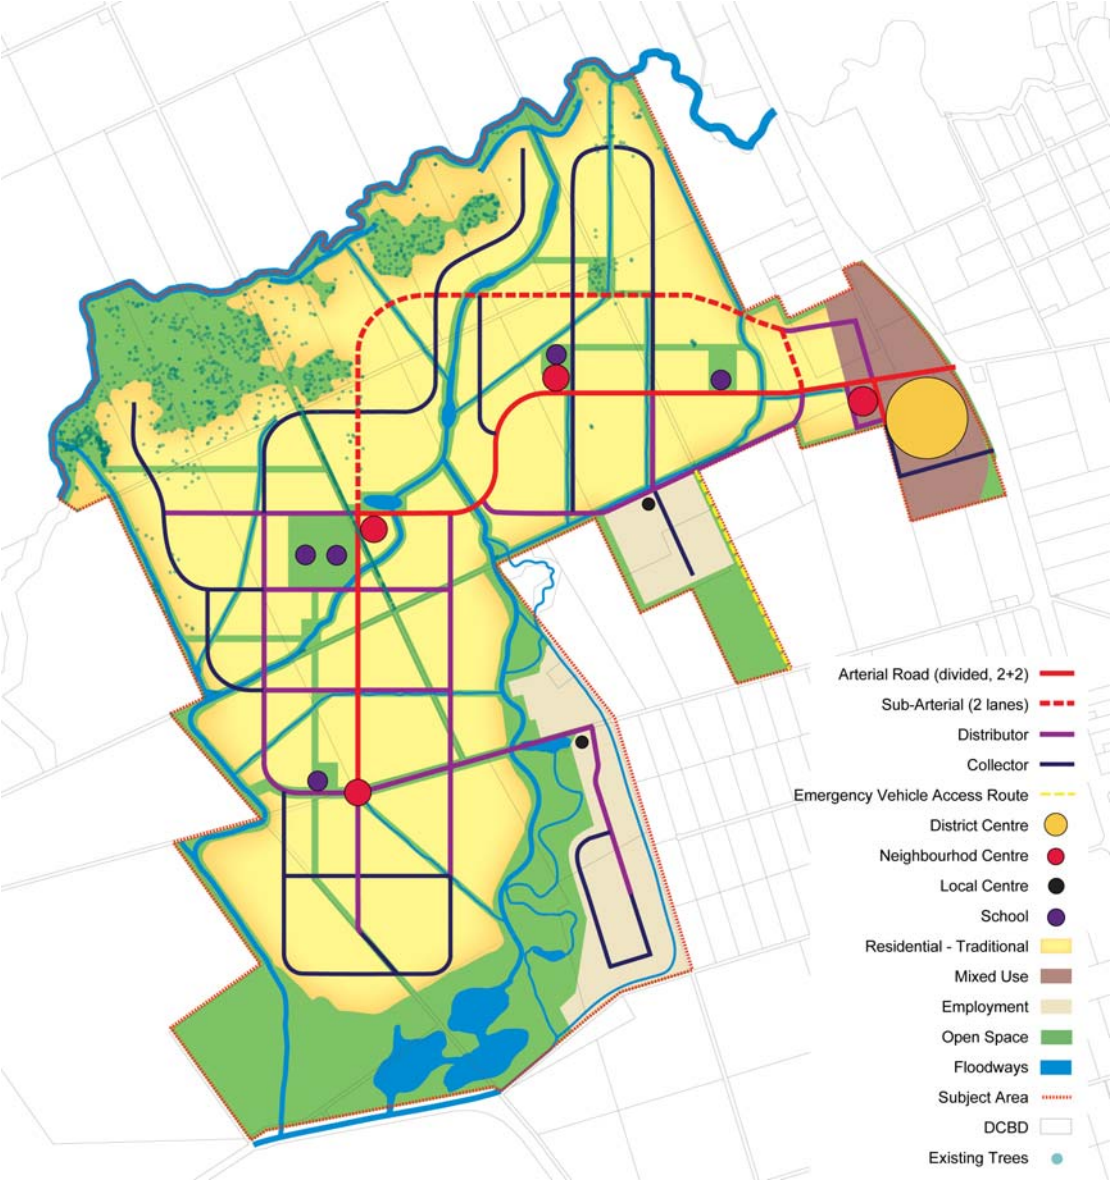 Arterial Road (divided, 2+2)
Sub-Arterial (2 lanes)
Distributor
Collector
Emergency Vehicle Access Route
District Centre
Neighbourhod Centre
Local Centre
School
Residential - Traditional
Mixed Use
Employment
Open Space
Floodways
Subject Area
DCBD
Existing Trees